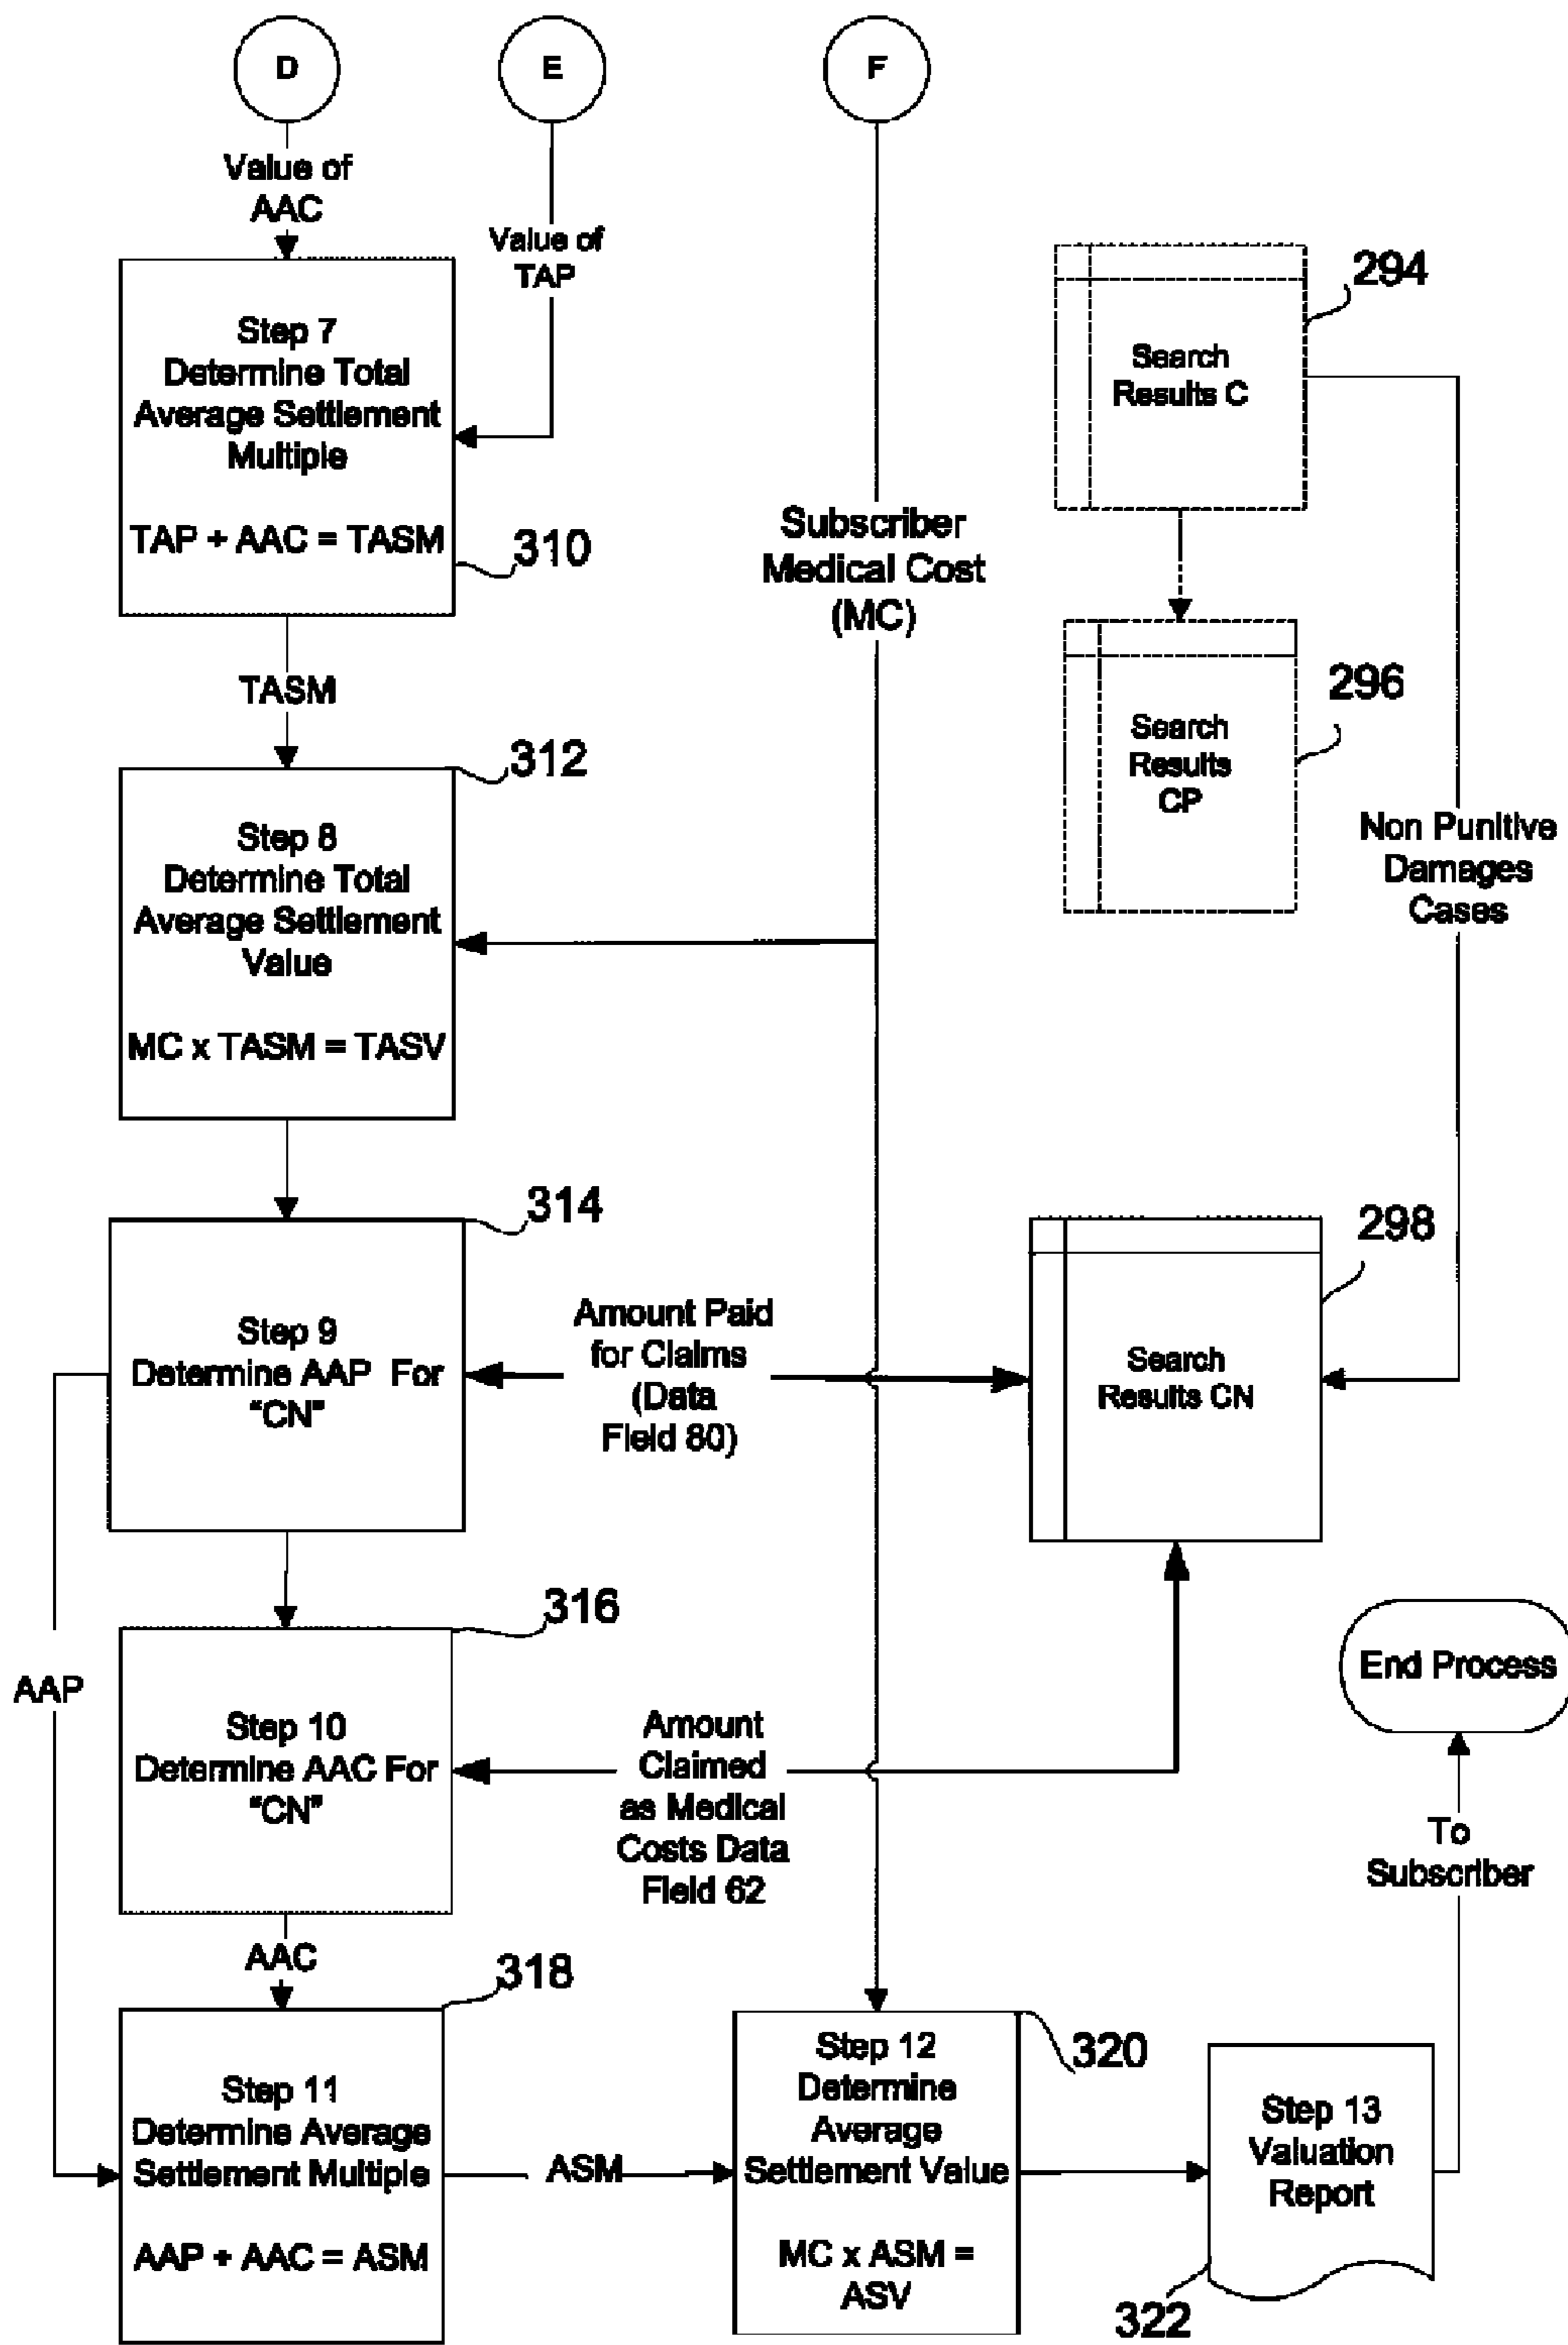 D
E
F
Value of
AAC
Value of
TAP
Step 7
Determine Total
Average Settlement
Multiple
TAP + AAC = TASM
310
TASM
312
Step 8
Determine Total
Average Settlement
Value
MC x TASM = TASV
Subscriber
Medical Cost
(MC)
294
Search
Results C
296
Search
Results
CP
Non Punitive
Damages
Cases
314
Step 9
Determine AAP For
"CN"
Amount Paid
for Claims
(Data
Field 80)
298
Search
Results CN
316
AAP
Step 10
Determine AAC For
"CN"
Amount
Claimed
as Medical
Costs Data
Field 62
End Process
To
Subscriber
AAC
318
Step 11
Determine Average
Settlement Multiple
AAP + AAC = ASM
ASM
320
Step 12
Determine
Average
Settlement Value
MC x ASM =
ASV
Step 13
Valuation
Report
322